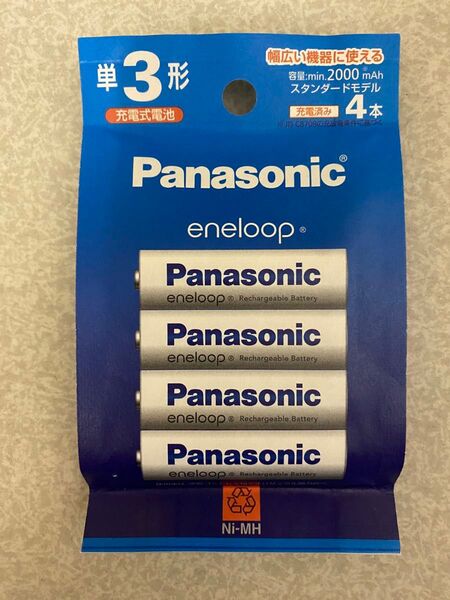 単3形
充電式電池
幅広い機器に使える
容量:min.2000 mAh
スタンダードモデル
充電済み 4本
Panasonic®
eneloop®
Panasonic
eneloop® Rechargeable Battery
Panasonic
eneloop® Rechargeable Battery
Panasonic
eneloop® Rechargeable Battery
Panasonic
eneloop® Rechargeable Battery
Ni-MH